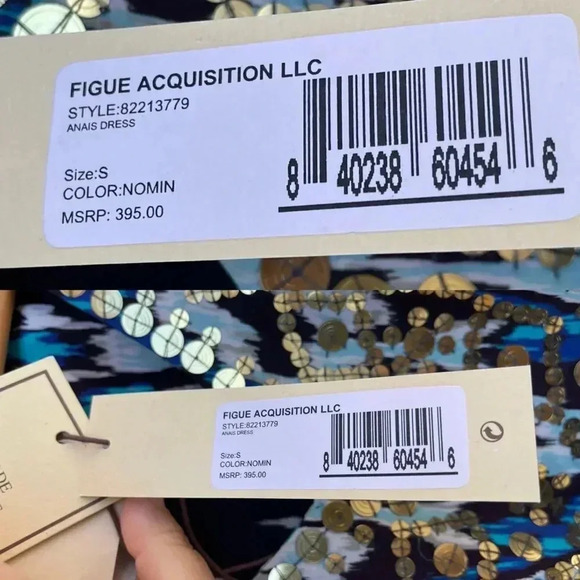 FIGUE ACQUISITION LLC
STYLE:82213779
ANAIS DRESS
Size:S
COLOR:NOMIN
MSRP: 395.00
8 40238 60454 6
FIGUE ACQUISITION LLC
STYLE:82213779
ANAIS DRESS
Size:S
COLOR:NOMIN
MSRP: 395.00
8 40238 60454 6